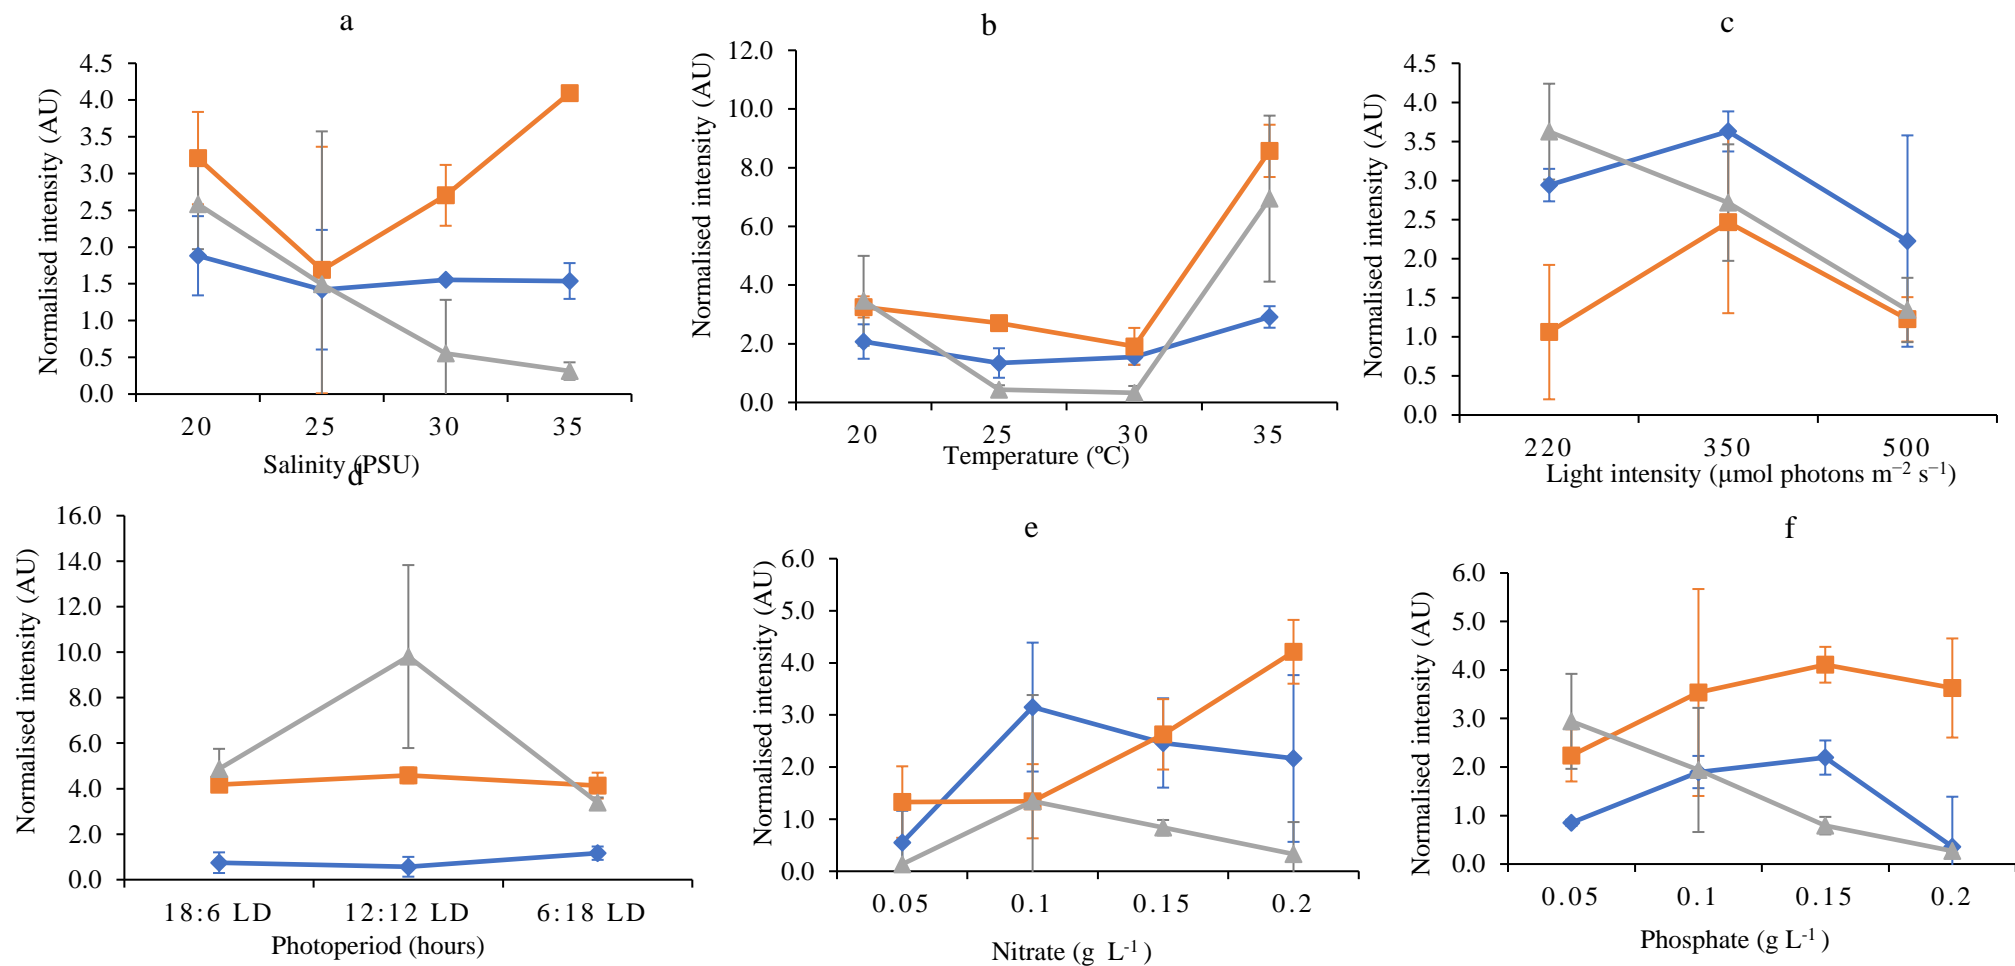 a
Normalised intensity (AU)
4.5
4.0
3.5
3.0
2.5
2.0
1.5
1.0
0.5
0.0
20 25 30 35
Salinity (PSU)
b
Normalised intensity (AU)
12.0
10.0
8.0
6.0
4.0
2.0
0.0
20 25 30 35
Temperature (ºC)
c
Normalised intensity (AU)
4.5
4.0
3.5
3.0
2.5
2.0
1.5
1.0
0.5
0.0
220 350 500
Light intensity (µmol photons m⁻² s⁻¹)
d
Normalised intensity (AU)
16.0
14.0
12.0
10.0
8.0
6.0
4.0
2.0
0.0
18:6 LD 12:12 LD 6:18 LD
Photoperiod (hours)
e
Normalised intensity (AU)
6.0
5.0
4.0
3.0
2.0
1.0
0.0
0.05 0.1 0.15 0.2
Nitrate (g L⁻¹)
f
Normalised intensity (AU)
6.0
5.0
4.0
3.0
2.0
1.0
0.0
0.05 0.1 0.15 0.2
Phosphate (g L⁻¹)